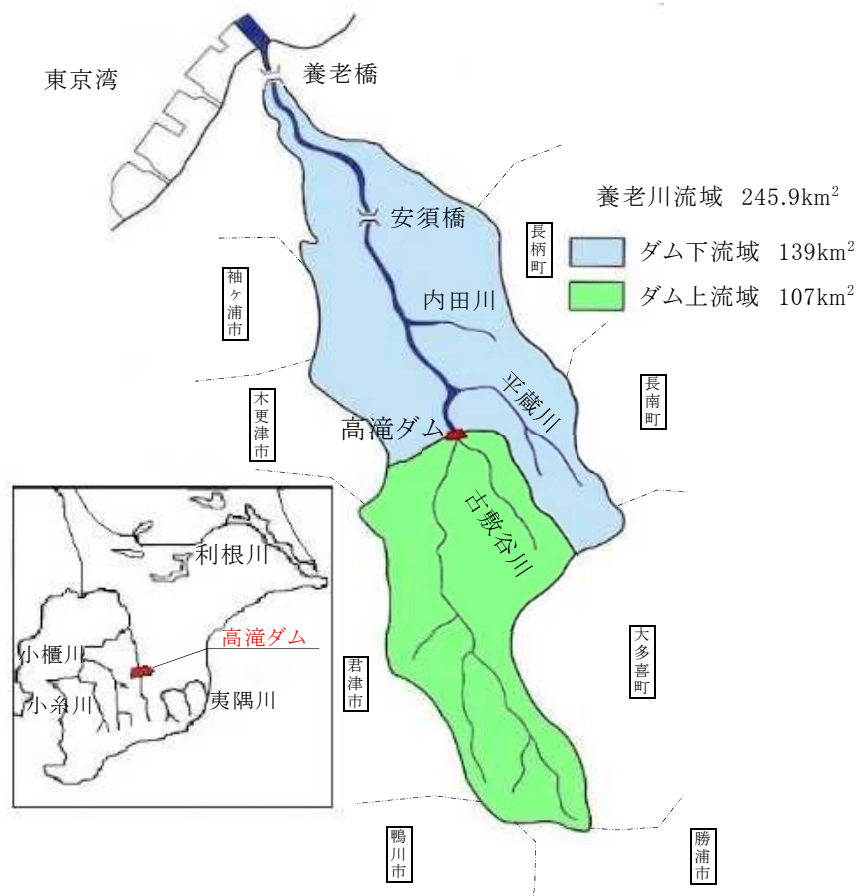 東京湾
養老橋
養老川流域 245.9km²
安須橋
長柄町
ダム下流域 139km²
袖ヶ浦市
内田川
ダム上流域 107km²
平蔵川
長南町
木更津市
高滝ダム
古敷谷川
利根川
高滝ダム
小櫃川
小糸川
夷隅川
君津市
大多喜町
鴨川市
勝浦市